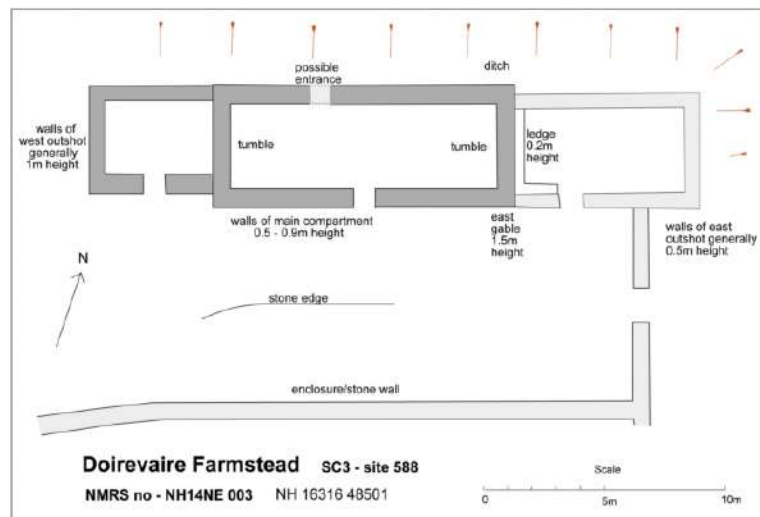 possible
entrance
ditch
walls of
west outshot
generally
1m height
tumble
tumble
ledge
0.2m
height
walls of main compartment
0.5 - 0.9m height
east
gable
1.5m
height
walls of east
outshot generally
0.5m height
N
stone edge
enclosure/stone wall
Doirevaire Farmstead SC3 - site 588
NMRS no - NH14NE 003 NH 16316 48501
Scale
0 5m 10m